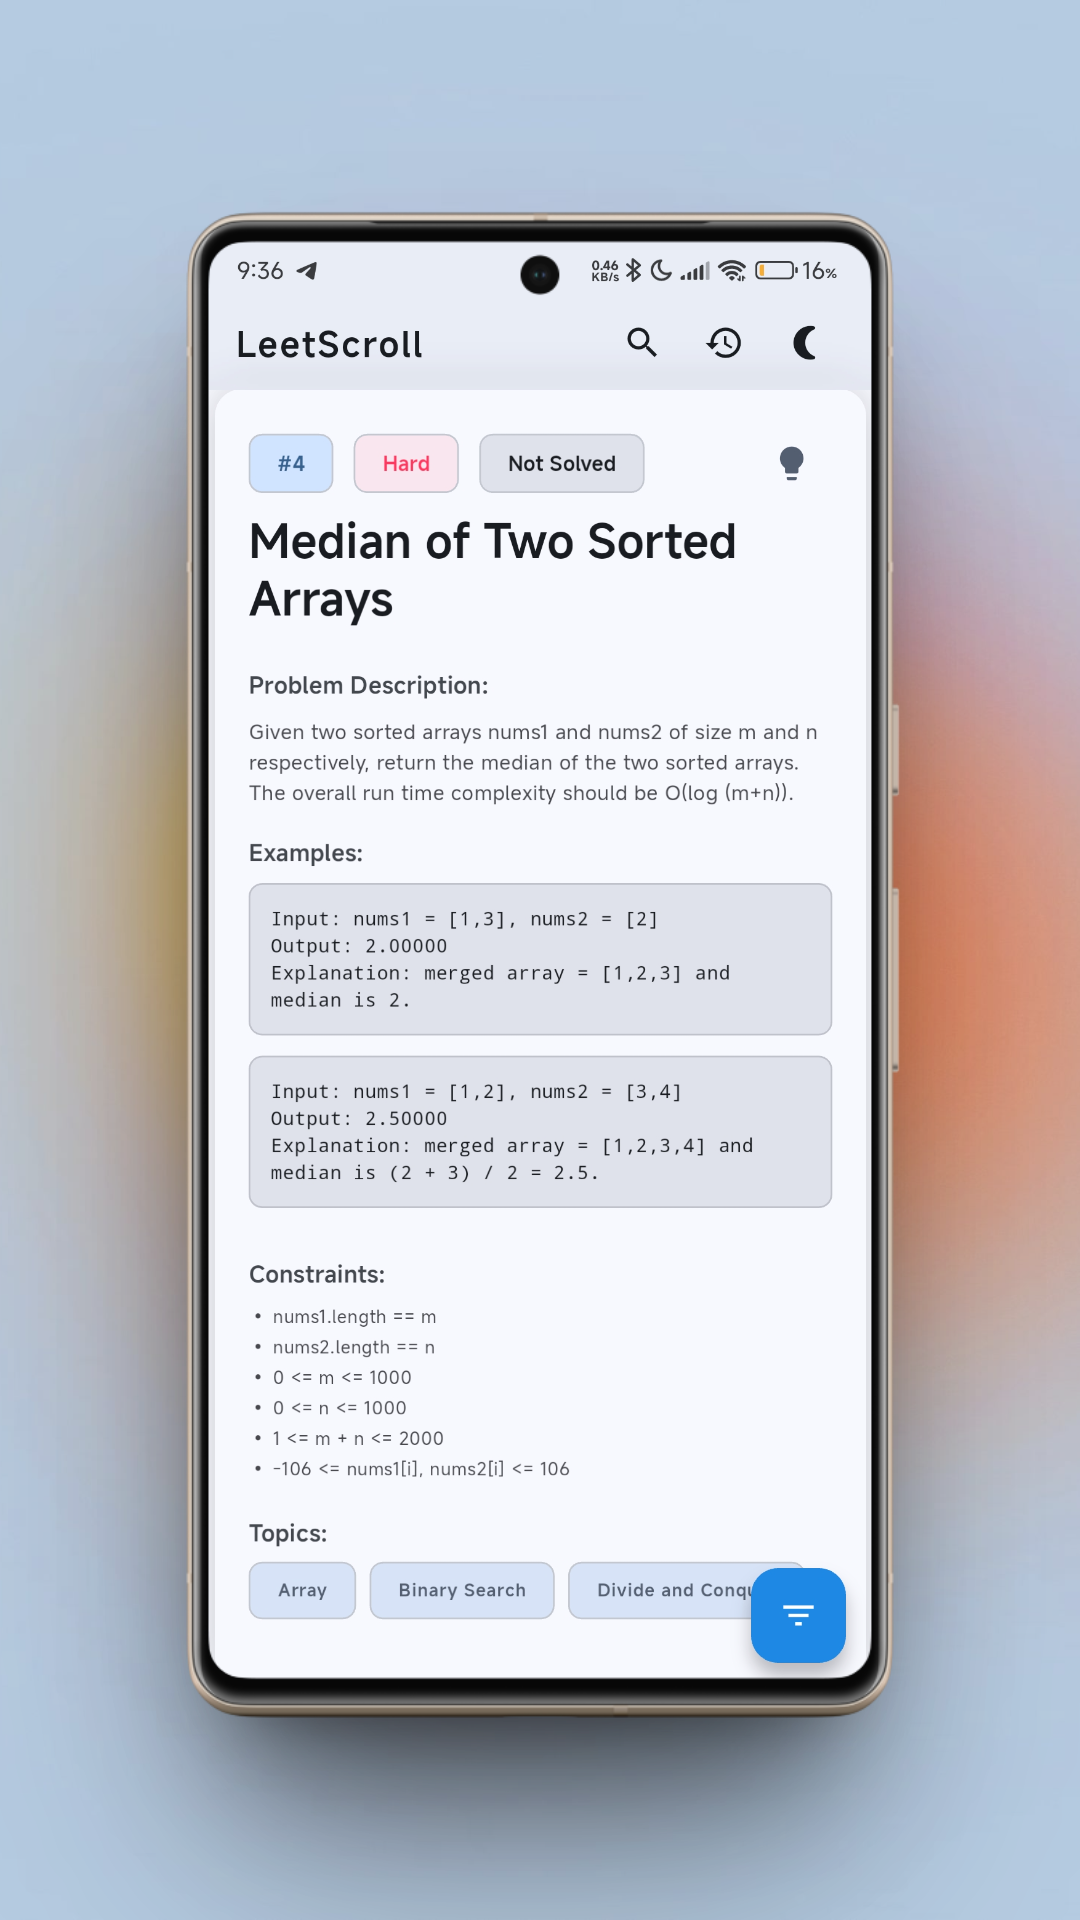 9:36 0.46 KB/s 16%
LeetScroll
#4 Hard Not Solved
Median of Two Sorted
Arrays
Problem Description:
Given two sorted arrays nums1 and nums2 of size m and n
respectively, return the median of the two sorted arrays.
The overall run time complexity should be O(log (m+n)).
Examples:
Input: nums1 = [1,3], nums2 = [2]
Output: 2.00000
Explanation: merged array = [1,2,3] and
median is 2.
Input: nums1 = [1,2], nums2 = [3,4]
Output: 2.50000
Explanation: merged array = [1,2,3,4] and
median is (2 + 3) / 2 = 2.5.
Constraints:
• nums1.length == m
• nums2.length == n
• 0 <= m <= 1000
• 0 <= n <= 1000
• 1 <= m + n <= 2000
• -106 <= nums1[i], nums2[i] <= 106
Topics:
Array Binary Search Divide and